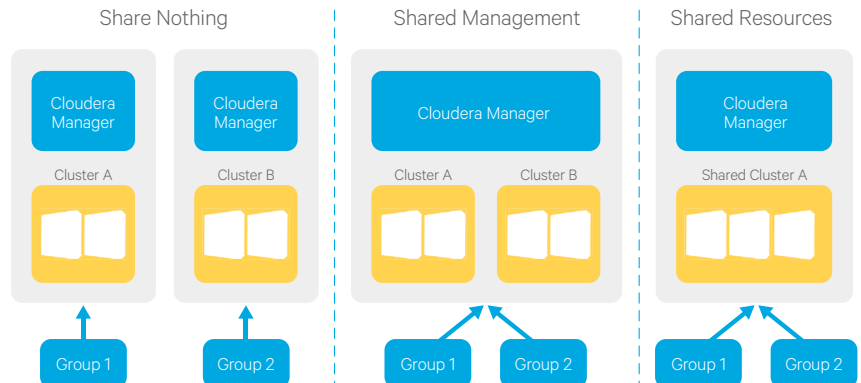 Share Nothing
Cloudera
Manager
Cluster A
Group 1
Cloudera
Manager
Cluster B
Group 2
Shared Management
Cloudera Manager
Cluster A
Cluster B
Group 1
Group 2
Shared Resources
Cloudera
Manager
Shared Cluster A
Group 1
Group 2